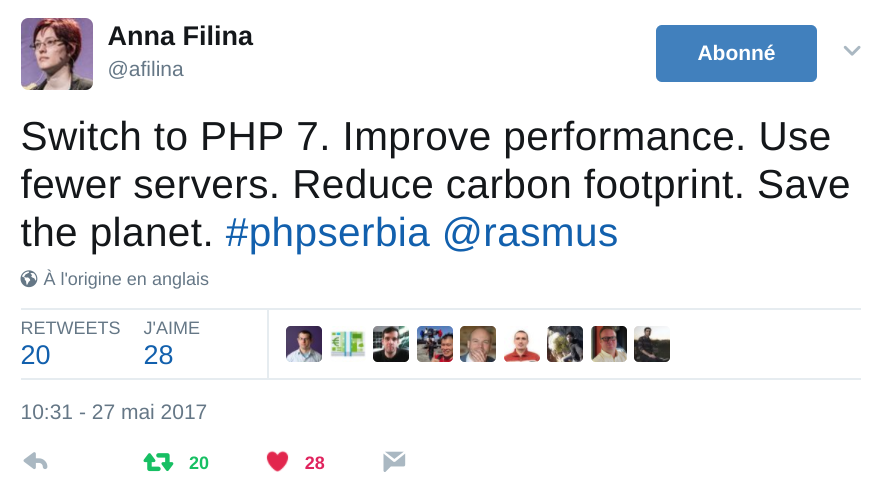 Anna Filina
@afilina
Abonné
Switch to PHP 7. Improve performance. Use
fewer servers. Reduce carbon footprint. Save
the planet. #phpserbia @rasmus
À l'origine en anglais
RETWEETS J'AIME
20 28
10:31 - 27 mai 2017
20 28